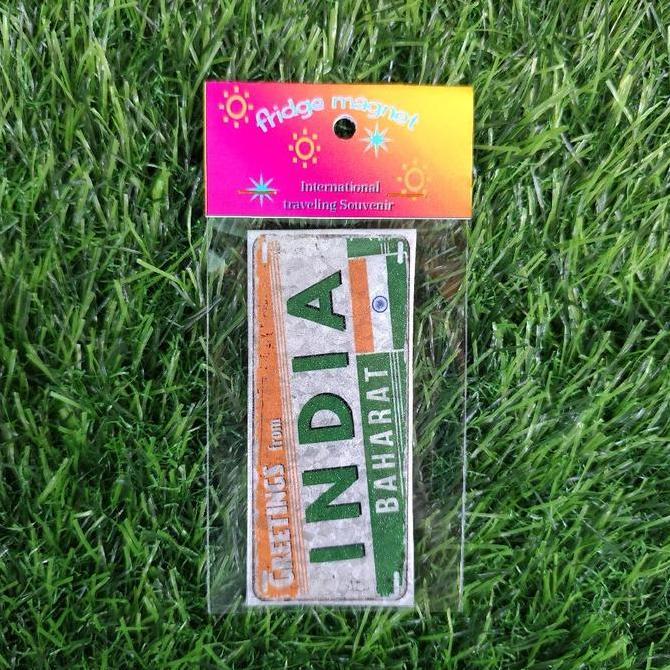 fridge magnet
International
traveling Souvenir
GREETINGS from
INDIA
BAHARAT